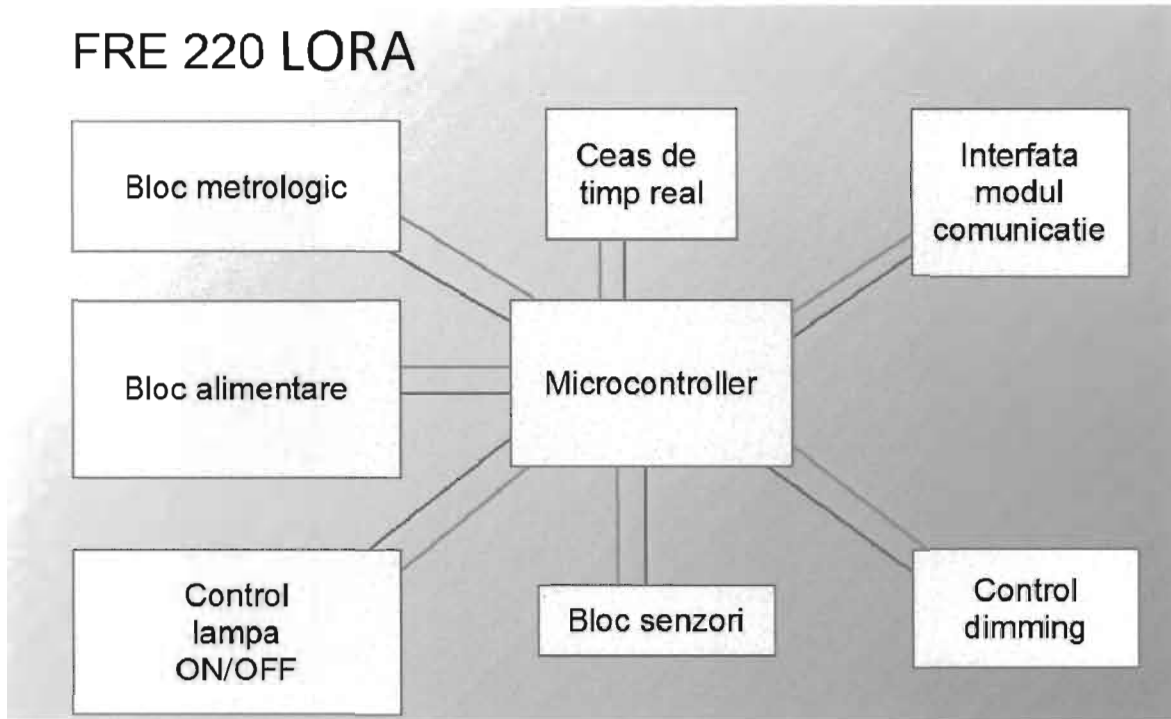 FRE 220 LORA
Bloc metrologic
Ceas de
timp real
Interfata
modul
comunicatie
Bloc alimentare
Microcontroller
Control
lampa
ON/OFF
Bloc senzori
Control
dimming